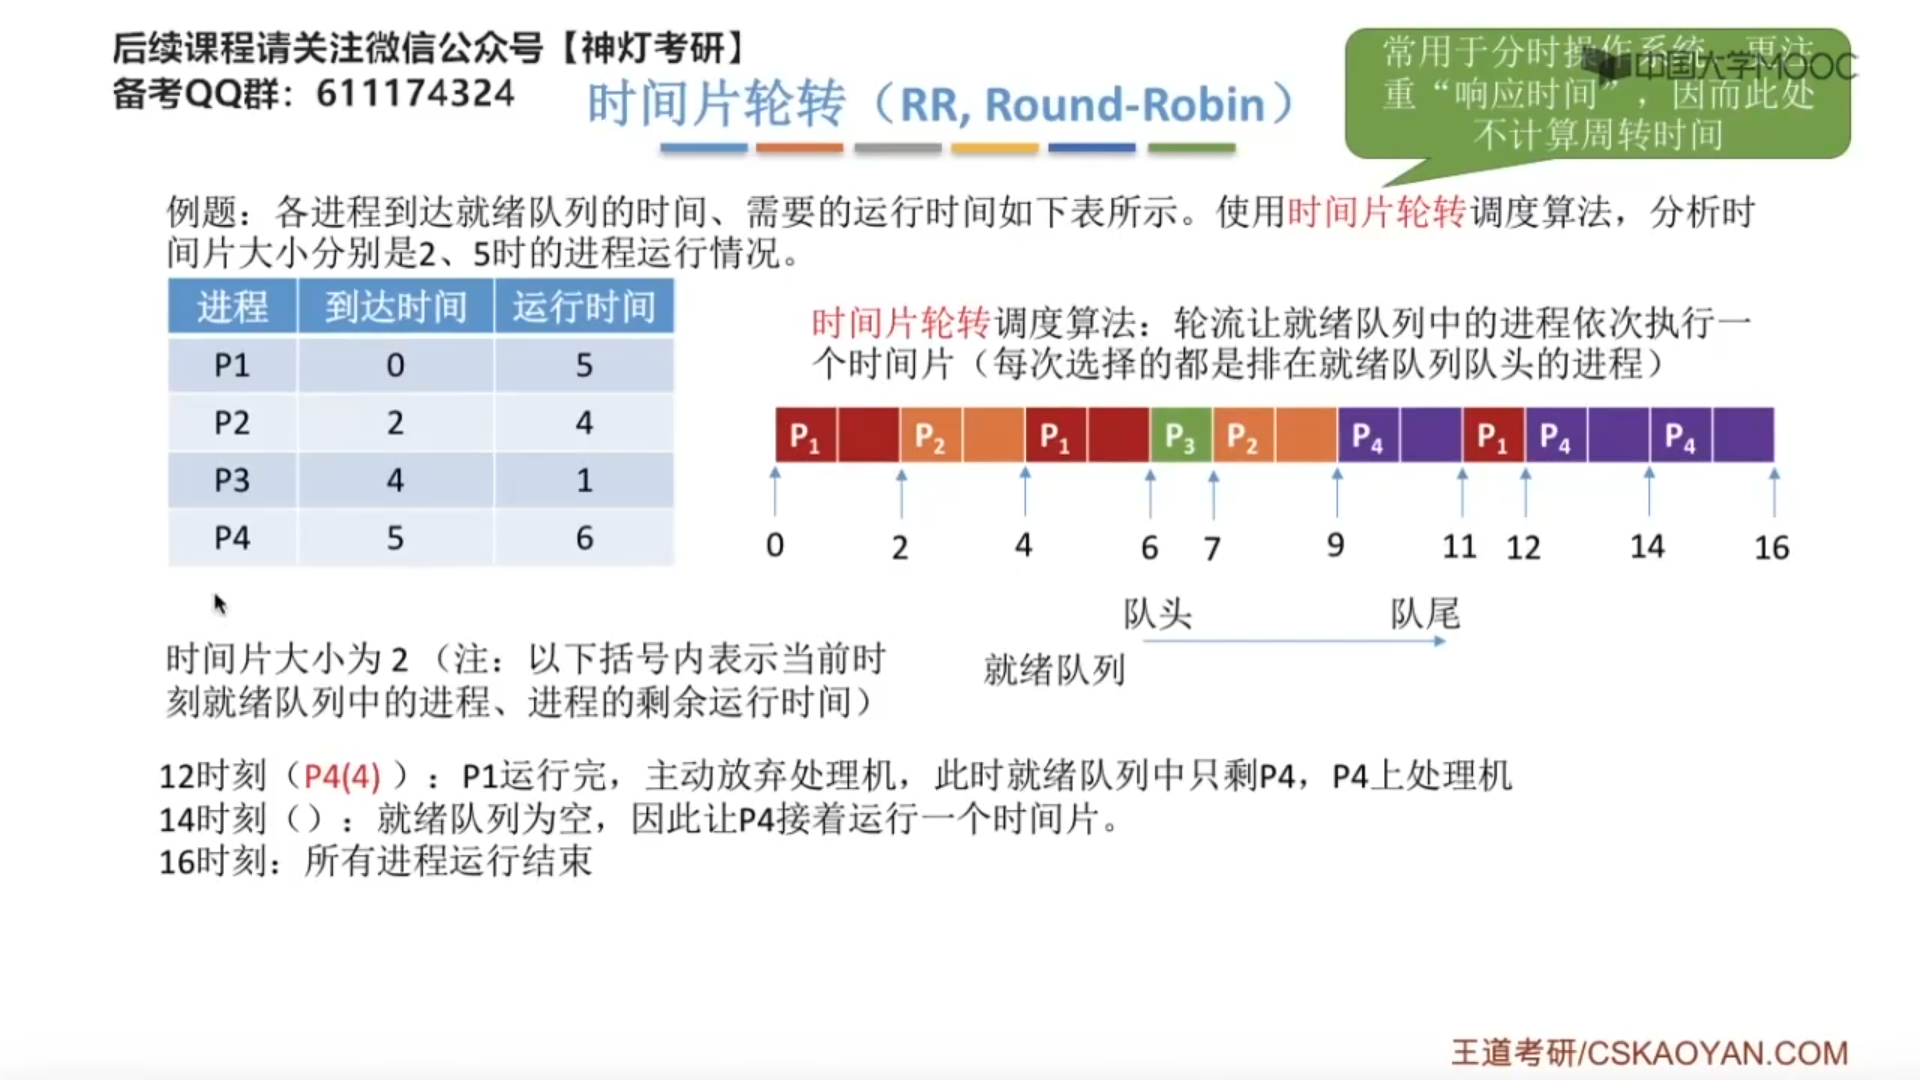 后续课程请关注微信公众号【神灯考研】
备考QQ群：611174324
时间片轮转（RR, Round-Robin）
常用于分时操作系统，更注
重“响应时间”，因而此处
不计算周转时间
中国大学MOOC
例题：各进程到达就绪队列的时间、需要的运行时间如下表所示。使用时间片轮转调度算法，分析时
间片大小分别是2、5时的进程运行情况。
进程 到达时间 运行时间
P1 0 5
P2 2 4
P3 4 1
P4 5 6
时间片轮转调度算法：轮流让就绪队列中的进程依次执行一
个时间片（每次选择的都是排在就绪队列队头的进程）
P1 P2 P1 P3 P2 P4 P1 P4 P4
0 2 4 6 7 9 11 12 14 16
队头 队尾
就绪队列
时间片大小为 2 （注：以下括号内表示当前时
刻就绪队列中的进程、进程的剩余运行时间）
12时刻（P4(4) ）：P1运行完，主动放弃处理机，此时就绪队列中只剩P4，P4上处理机
14时刻（）：就绪队列为空，因此让P4接着运行一个时间片。
16时刻：所有进程运行结束
王道考研/CSKAOYAN.COM